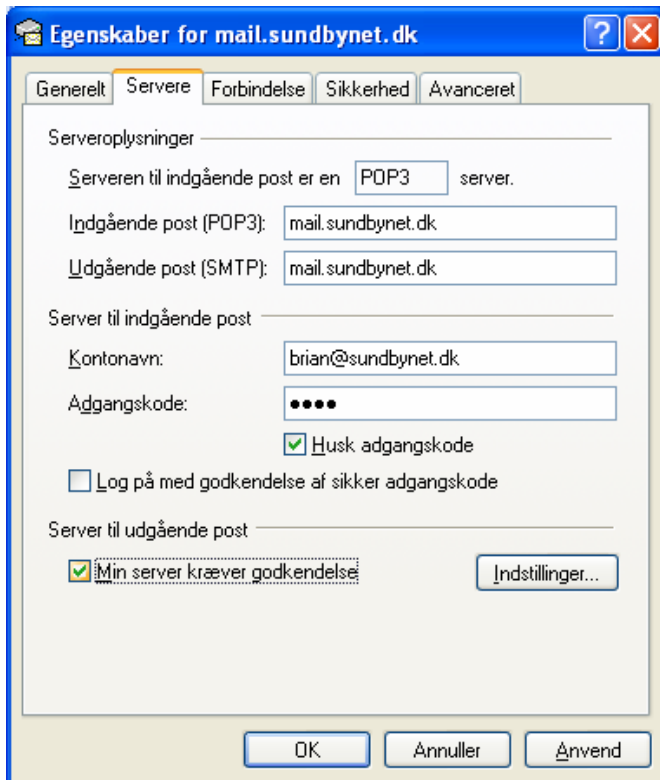 Egenskaber for mail.sundbynet.dk
Generelt Servere Forbindelse Sikkerhed Avanceret
Serveroplysninger
Serveren til indgående post er en POP3 server.
Indgående post (POP3): mail.sundbynet.dk
Udgående post (SMTP): mail.sundbynet.dk
Server til indgående post
Kontonavn: brian@sundbynet.dk
Adgangskode: ●●●●
Husk adgangskode
Log på med godkendelse af sikker adgangskode
Server til udgående post
Min server kræver godkendelse Indstillinger...
OK Annuller Anvend